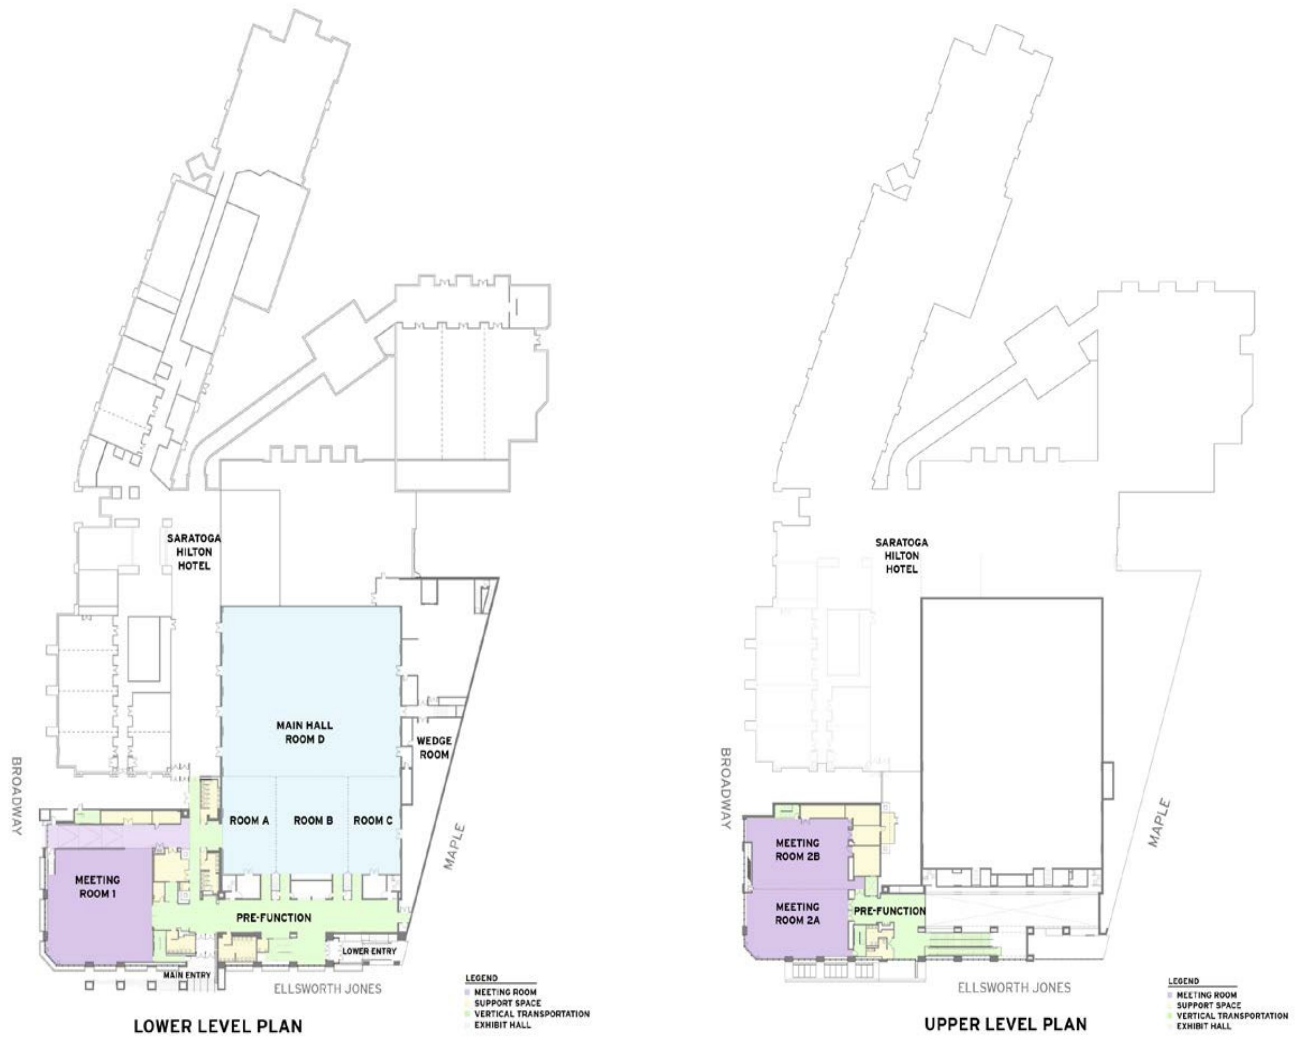 SARATOGA
HILTON
HOTEL
MAIN HALL
ROOM D
WEDGE
ROOM
BROADWAY
ROOM A
ROOM B
ROOM C
MAPLE
MEETING
ROOM 1
PRE-FUNCTION
LOWER ENTRY
MAIN ENTRY
ELLSWORTH JONES
LEGEND
MEETING ROOM
SUPPORT SPACE
VERTICAL TRANSPORTATION
EXHIBIT HALL
LOWER LEVEL PLAN
SARATOGA
HILTON
HOTEL
BROADWAY
MAPLE
MEETING
ROOM 2B
MEETING
ROOM 2A
PRE-FUNCTION
ELLSWORTH JONES
LEGEND
MEETING ROOM
SUPPORT SPACE
VERTICAL TRANSPORTATION
EXHIBIT HALL
UPPER LEVEL PLAN